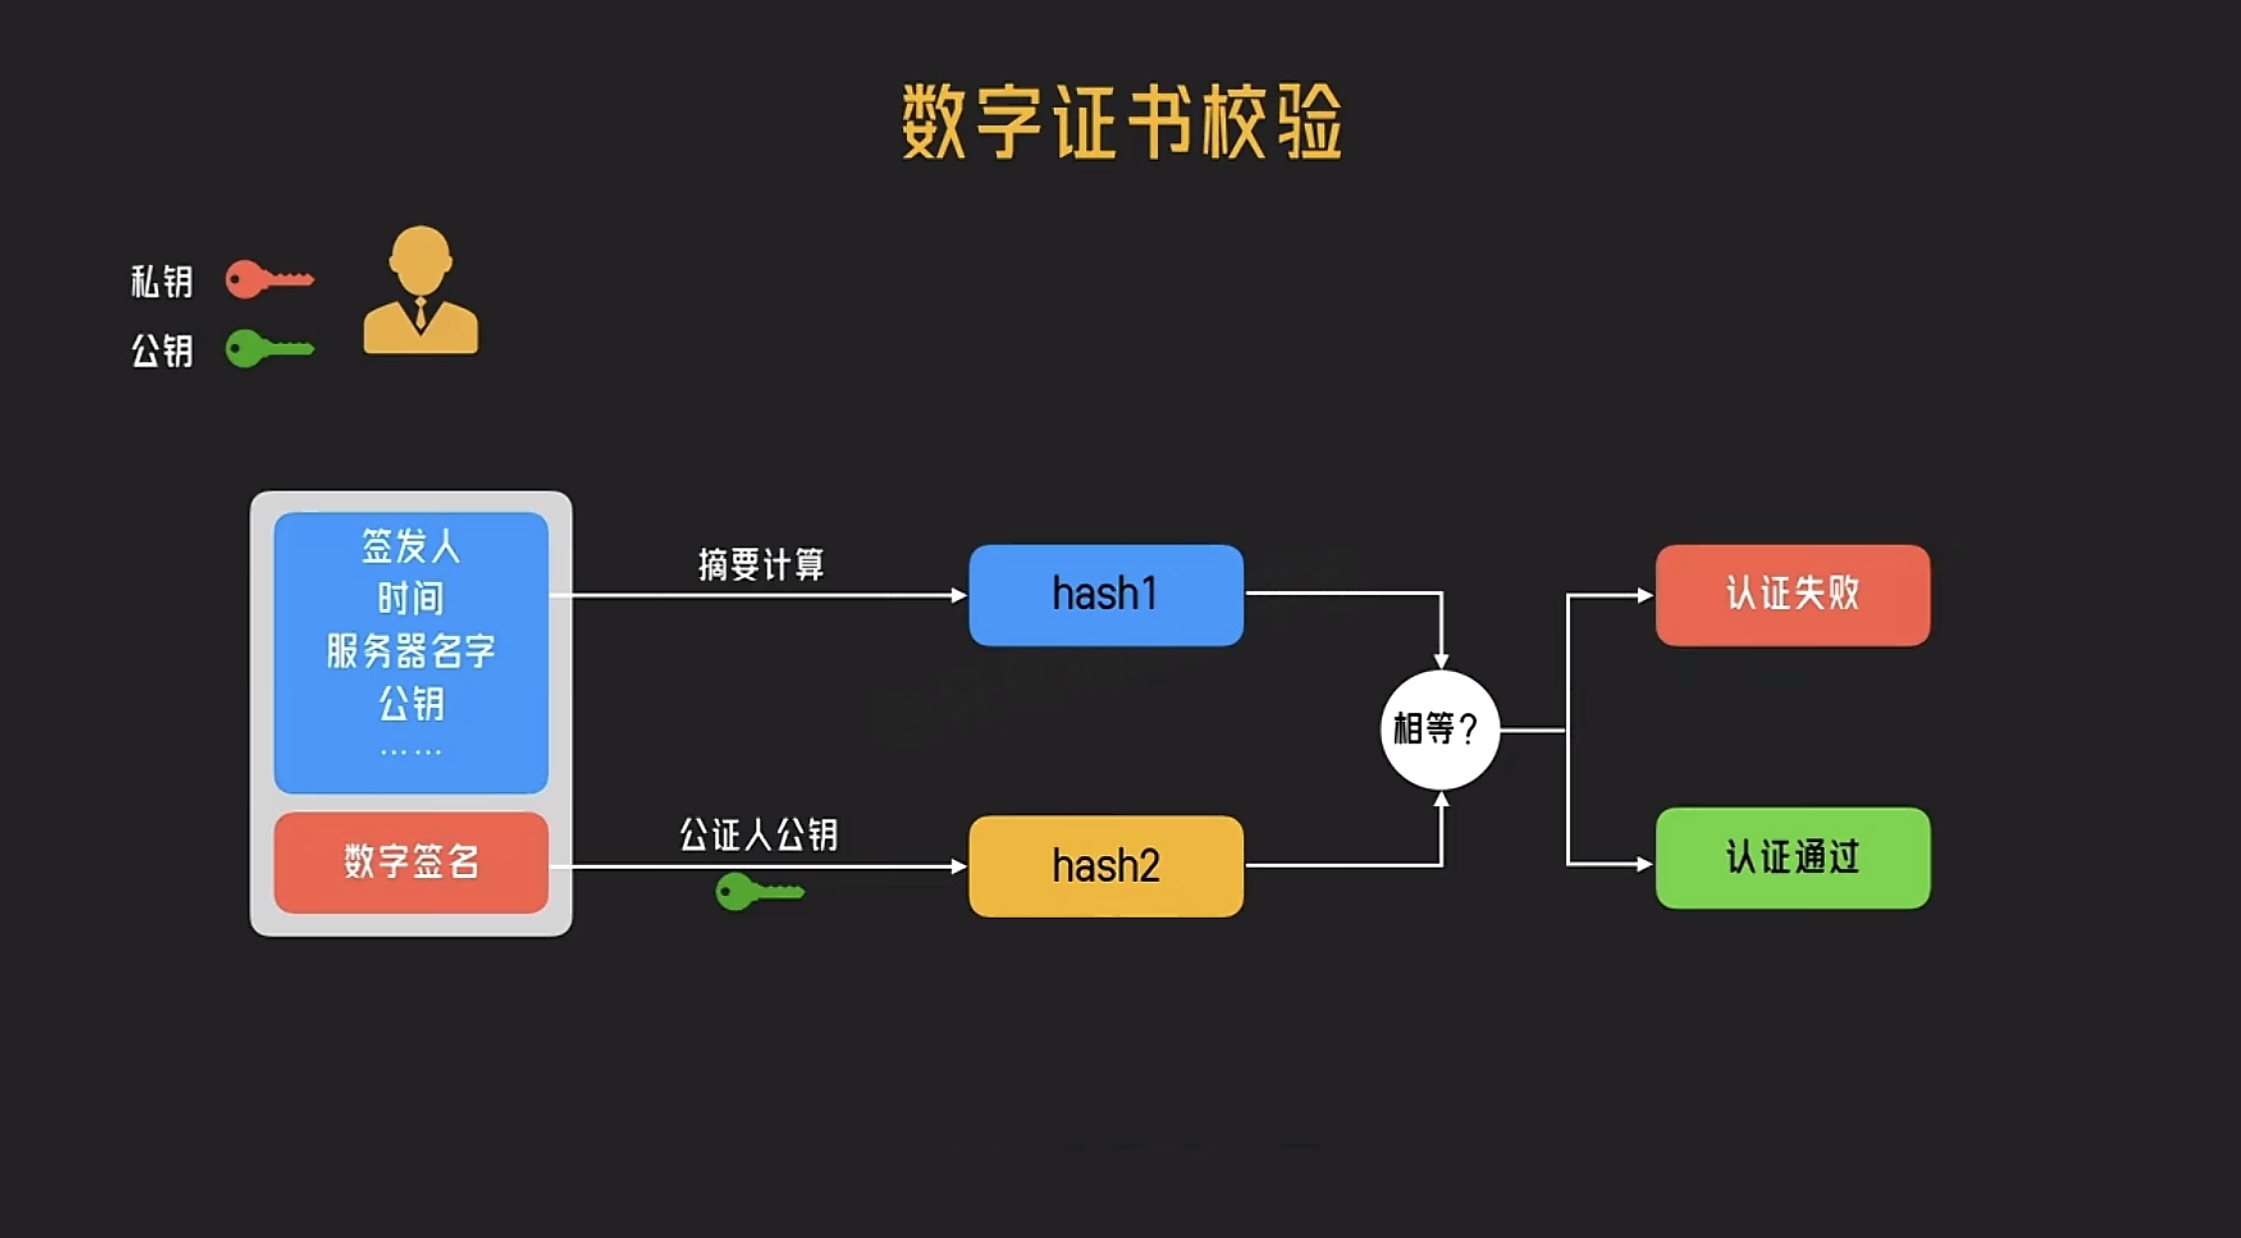 数字证书校验
私钥
公钥
签发人
时间
服务器名字
公钥
……
数字签名
摘要计算
公证人公钥
hash1
hash2
相等?
认证失败
认证通过